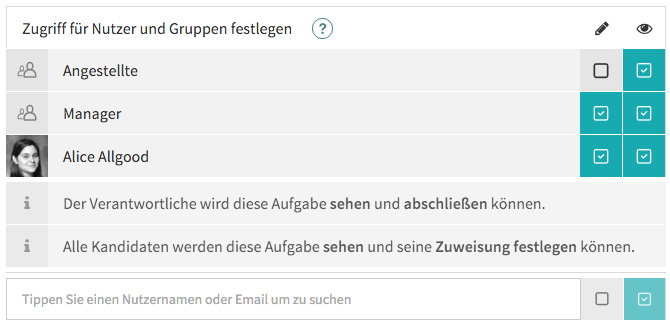 Zugriff für Nutzer und Gruppen festlegen ?
Angestellte
Manager
Alice Allgood
i Der Verantwortliche wird diese Aufgabe sehen und abschließen können.
i Alle Kandidaten werden diese Aufgabe sehen und seine Zuweisung festlegen können.
Tippen Sie einen Nutzernamen oder Email um zu suchen